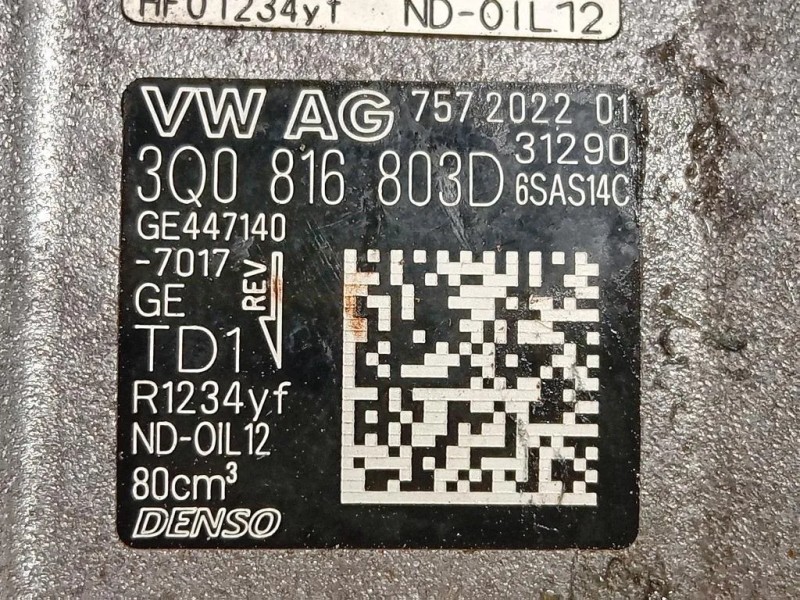 HFO1234yf ND-OIL12
VW AG 757 2022 01
31290
3Q0 816 803D 6SAS14C
GE447140
-7017
REV
GE
TD1
R1234yf
ND-OIL12
80cm³
DENSO